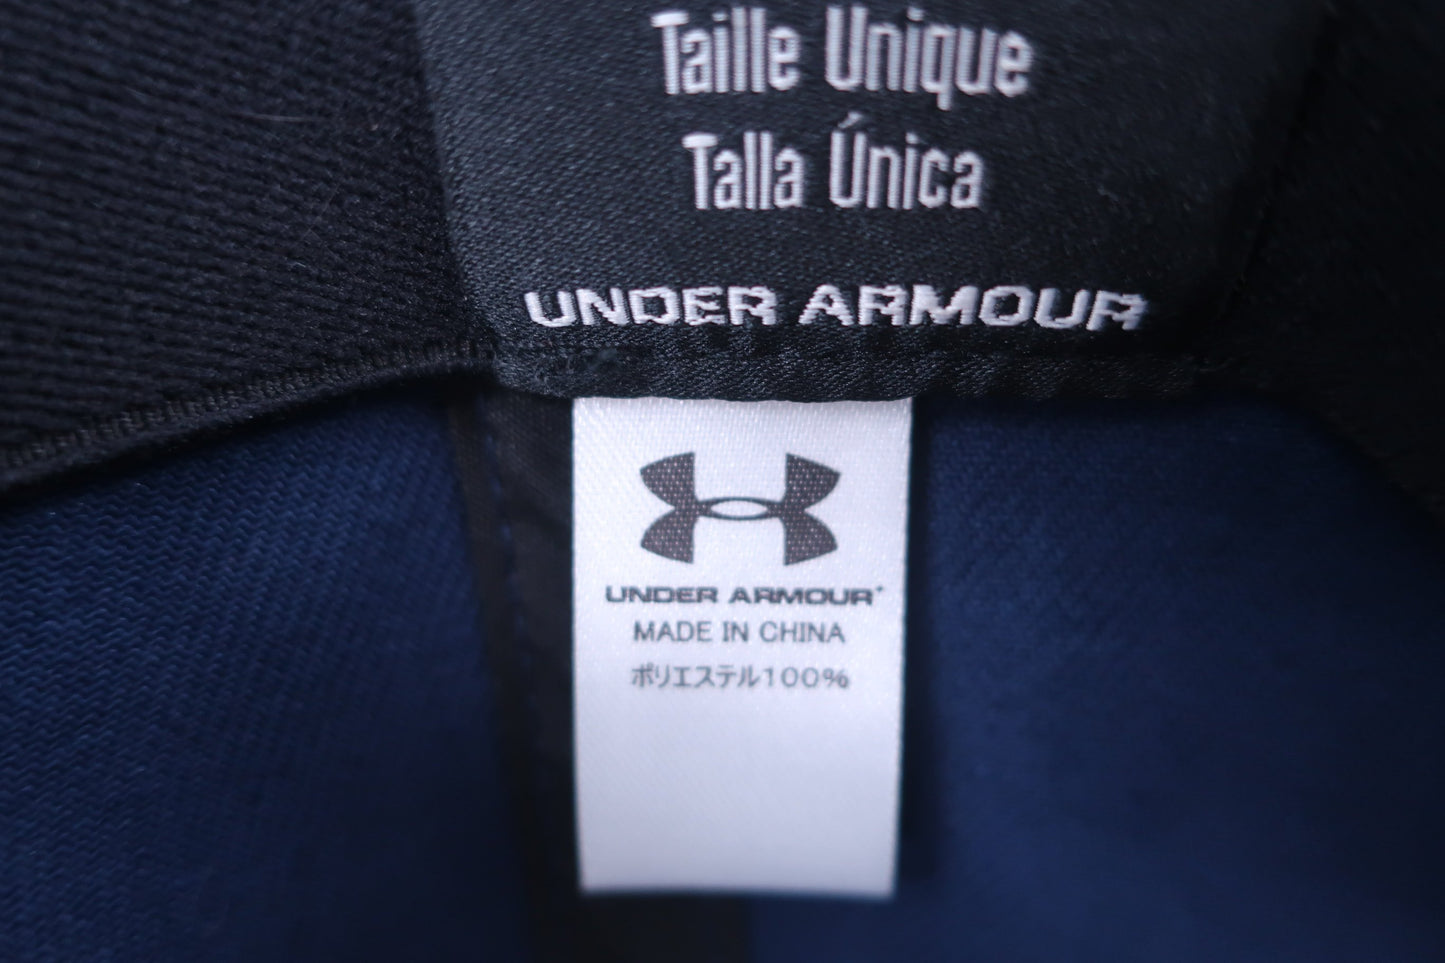 Taille Unique
Talla Única
UNDER ARMOUR
UNDER ARMOUR
MADE IN CHINA
ポリエステル100%